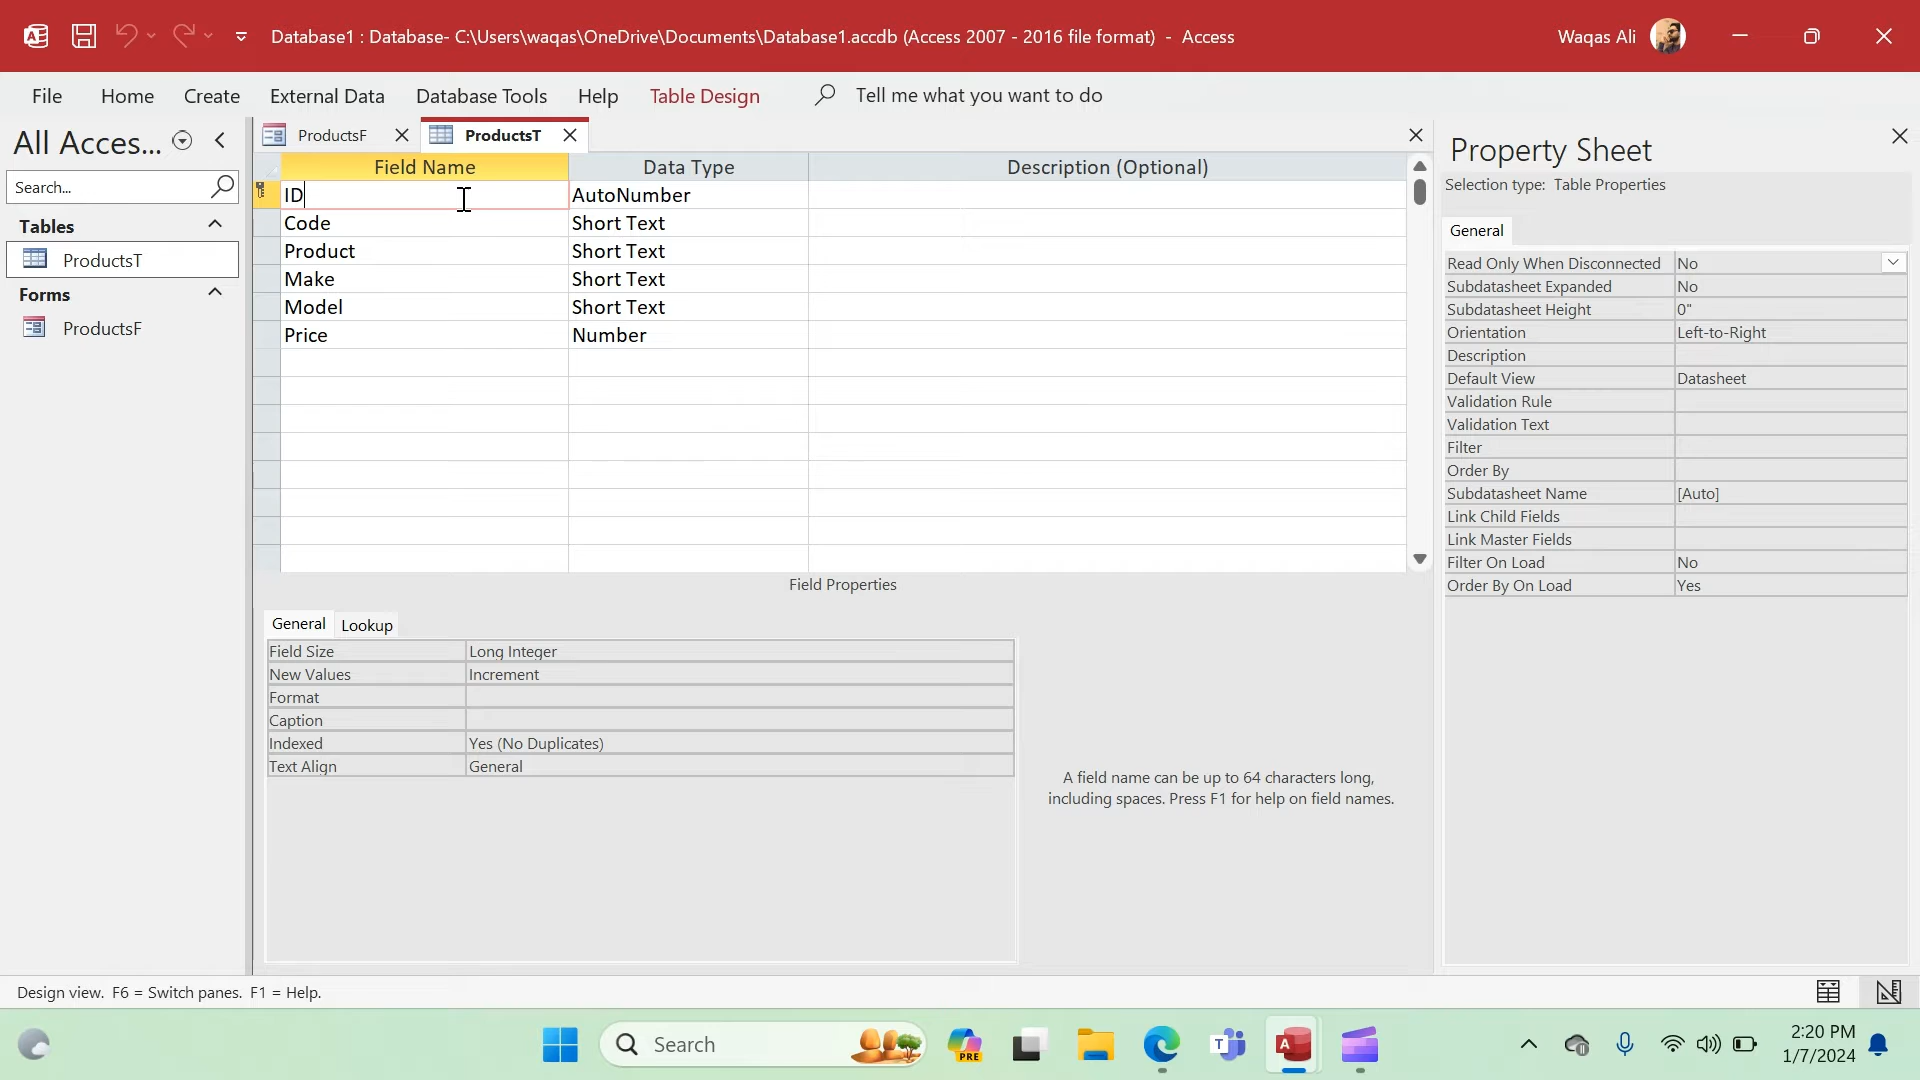 Database1 : Database- C:\Users\waqas\OneDrive\Documents\Database1.accdb (Access 2007 - 2016 file format) - Access
Waqas Ali
File Home Create External Data Database Tools Help Table Design Tell me what you want to do
All Acces...
Search...
Tables
ProductsT
Forms
ProductsF
ProductsF ProductsT
Field Name Data Type Description (Optional)
ID AutoNumber
Code Short Text
Product Short Text
Make Short Text
Model Short Text
Price Number
Field Properties
General Lookup
Field Size Long Integer
New Values Increment
Format
Caption
Indexed Yes (No Duplicates)
Text Align General
A field name can be up to 64 characters long,
including spaces. Press F1 for help on field names.
Property Sheet
Selection type: Table Properties
General
Read Only When Disconnected No
Subdatasheet Expanded No
Subdatasheet Height 0"
Orientation Left-to-Right
Description
Default View Datasheet
Validation Rule
Validation Text
Filter
Order By
Subdatasheet Name [Auto]
Link Child Fields
Link Master Fields
Filter On Load No
Order By On Load Yes
Design view. F6 = Switch panes. F1 = Help.
Search
PRE
2:20 PM
1/7/2024